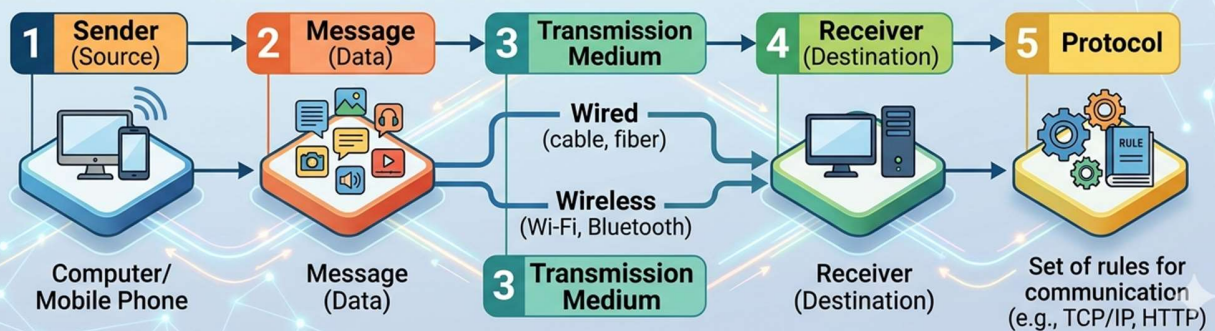 1 Sender
(Source)
2 Message
(Data)
3 Transmission
Medium
4 Receiver
(Destination)
5 Protocol
Wired
(cable, fiber)
Wireless
(Wi-Fi, Bluetooth)
RULE
Computer/
Mobile Phone
Message
(Data)
3 Transmission
Medium
Receiver
(Destination)
Set of rules for
communication
(e.g., TCP/IP, HTTP)